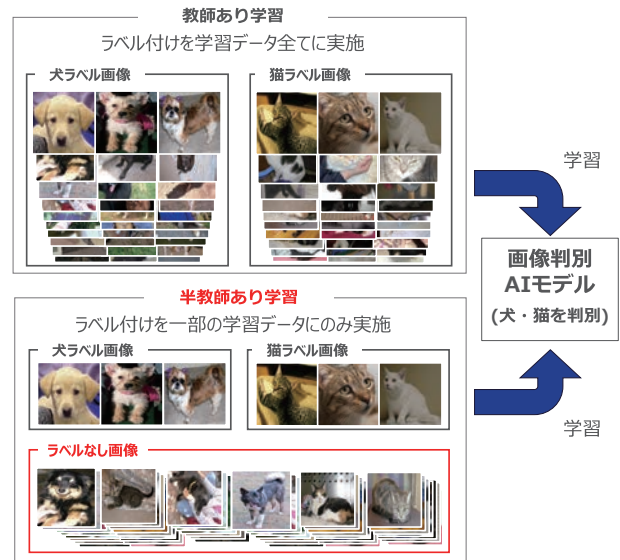 教師あり学習
ラベル付けを学習データ全てに実施
犬ラベル画像
猫ラベル画像
学習
画像判別
AIモデル
(犬・猫を判別)
半教師あり学習
ラベル付けを一部の学習データにのみ実施
犬ラベル画像
猫ラベル画像
学習
ラベルなし画像